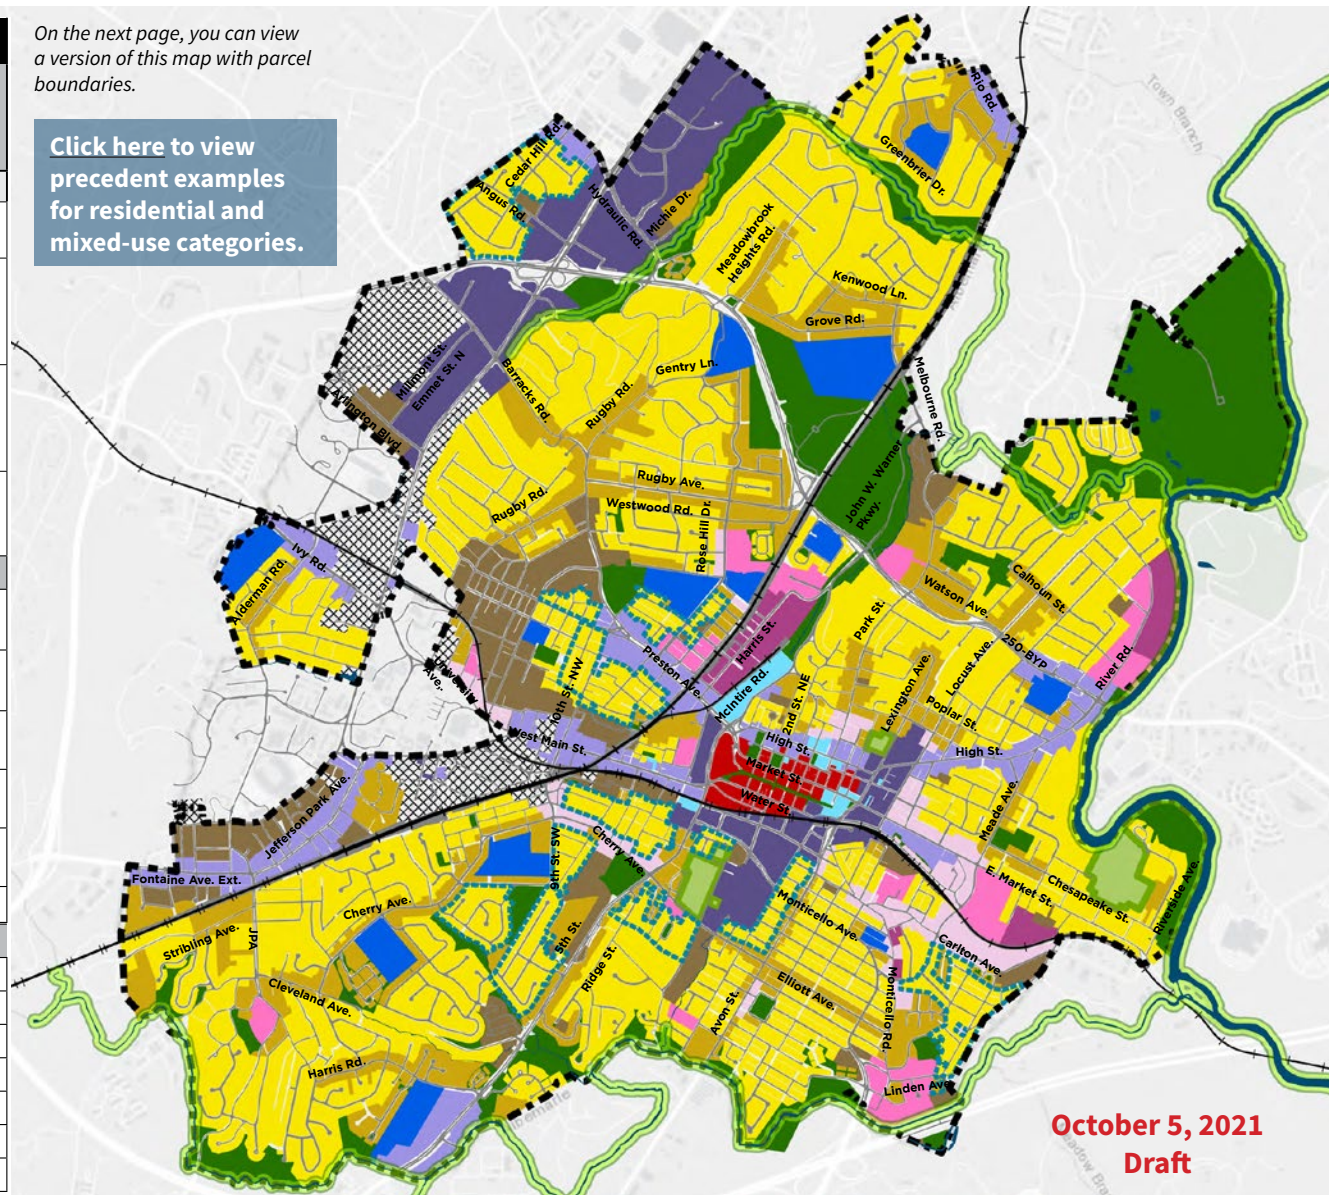 On the next page, you can view
a version of this map with parcel
boundaries.
Click here to view
precedent examples
for residential and
mixed-use categories.
Town Branch
Rio Rd.
Greenbrier Dr.
Cedar Hill Rd.
Angus Rd.
Hydraulic Rd.
Michie Dr.
Meadowbrook
Heights Rd.
Kenwood Ln.
Grove Rd.
Millmont St.
Emmet St. N
Arlington Blvd
Barracks Rd.
Rugby Rd.
Gentry Ln.
Melbourne Rd.
Rugby Rd.
Rugby Ave.
Westwood Rd.
Rose Hill Dr.
John W. Warner
Pkwy.
Ivy Rd.
Alderman Rd.
Calhoun St.
Watson Ave.
Park St.
Harris St.
250-BYP
River Rd.
Preston Ave.
McIntire Rd.
University
Ave.
10th St. NW
2nd St. NE
Lexington Ave.
Locust Ave.
Poplar St.
West Main St.
High St.
High St.
Market St.
Water St.
Jefferson Park Ave.
Meade Ave.
Cherry Ave.
9th St. SW
Fontaine Ave. Ext.
E. Market St.
Chesapeake St.
Riverside Ave.
Cherry Ave.
Monticello Ave.
Stribling Ave.
JPA
5th St.
Ridge St.
Carlton Ave.
Cleveland Ave.
Elliott Ave.
Avon St.
Monticello Rd.
Harris Rd.
Linden Ave
October 5, 2021
Draft